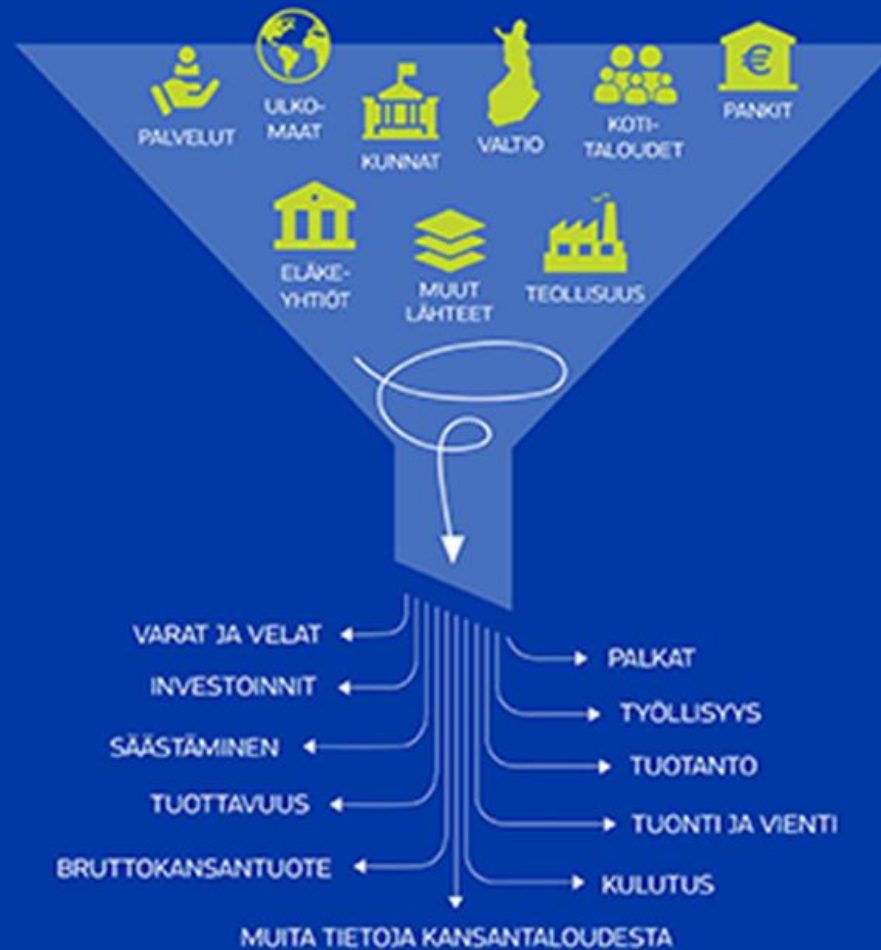 PALVELUT
ULKO-
MAAT
KUNNAT
VALTIO
KOTI-
TALOUDET
€
PANKIT
ELÄKE-
YHTIÖT
MUUT
LÄHTEET
TEOLLISUUS
VARAT JA VELAT
INVESTOINNIT
SÄÄSTÄMINEN
TUOTTAVUUS
BRUTTOKANSANTUOTE
PALKAT
TYÖLLISYYS
TUOTANTO
TUONTI JA VIENTI
KULUTUS
MUITA TIETOJA KANSANTALOUDESTA